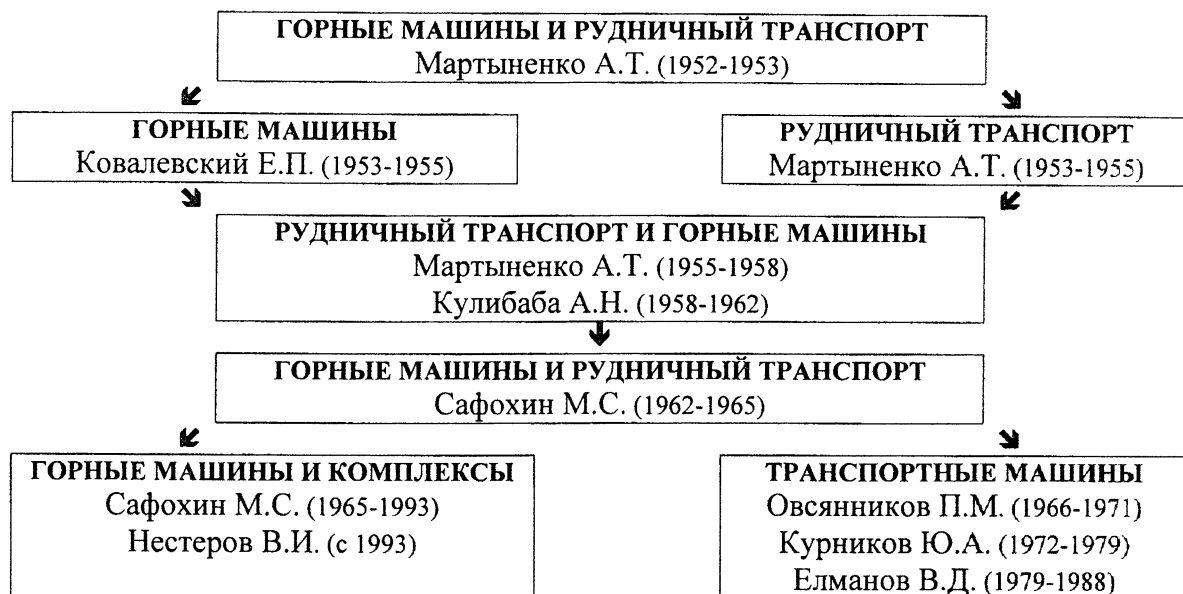 ГОРНЫЕ МАШИНЫ И РУДНИЧНЫЙ ТРАНСПОРТ
Мартыненко А.Т. (1952-1953)
ГОРНЫЕ МАШИНЫ
Ковалевский Е.П. (1953-1955)
РУДНИЧНЫЙ ТРАНСПОРТ
Мартыненко А.Т. (1953-1955)
РУДНИЧНЫЙ ТРАНСПОРТ И ГОРНЫЕ МАШИНЫ
Мартыненко А.Т. (1955-1958)
Кулибаба А.Н. (1958-1962)
ГОРНЫЕ МАШИНЫ И РУДНИЧНЫЙ ТРАНСПОРТ
Сафохин М.С. (1962-1965)
ГОРНЫЕ МАШИНЫ И КОМПЛЕКСЫ
Сафохин М.С. (1965-1993)
Нестеров В.И. (с 1993)
ТРАНСПОРТНЫЕ МАШИНЫ
Овсянников П.М. (1966-1971)
Курников Ю.А. (1972-1979)
Елманов В.Д. (1979-1988)